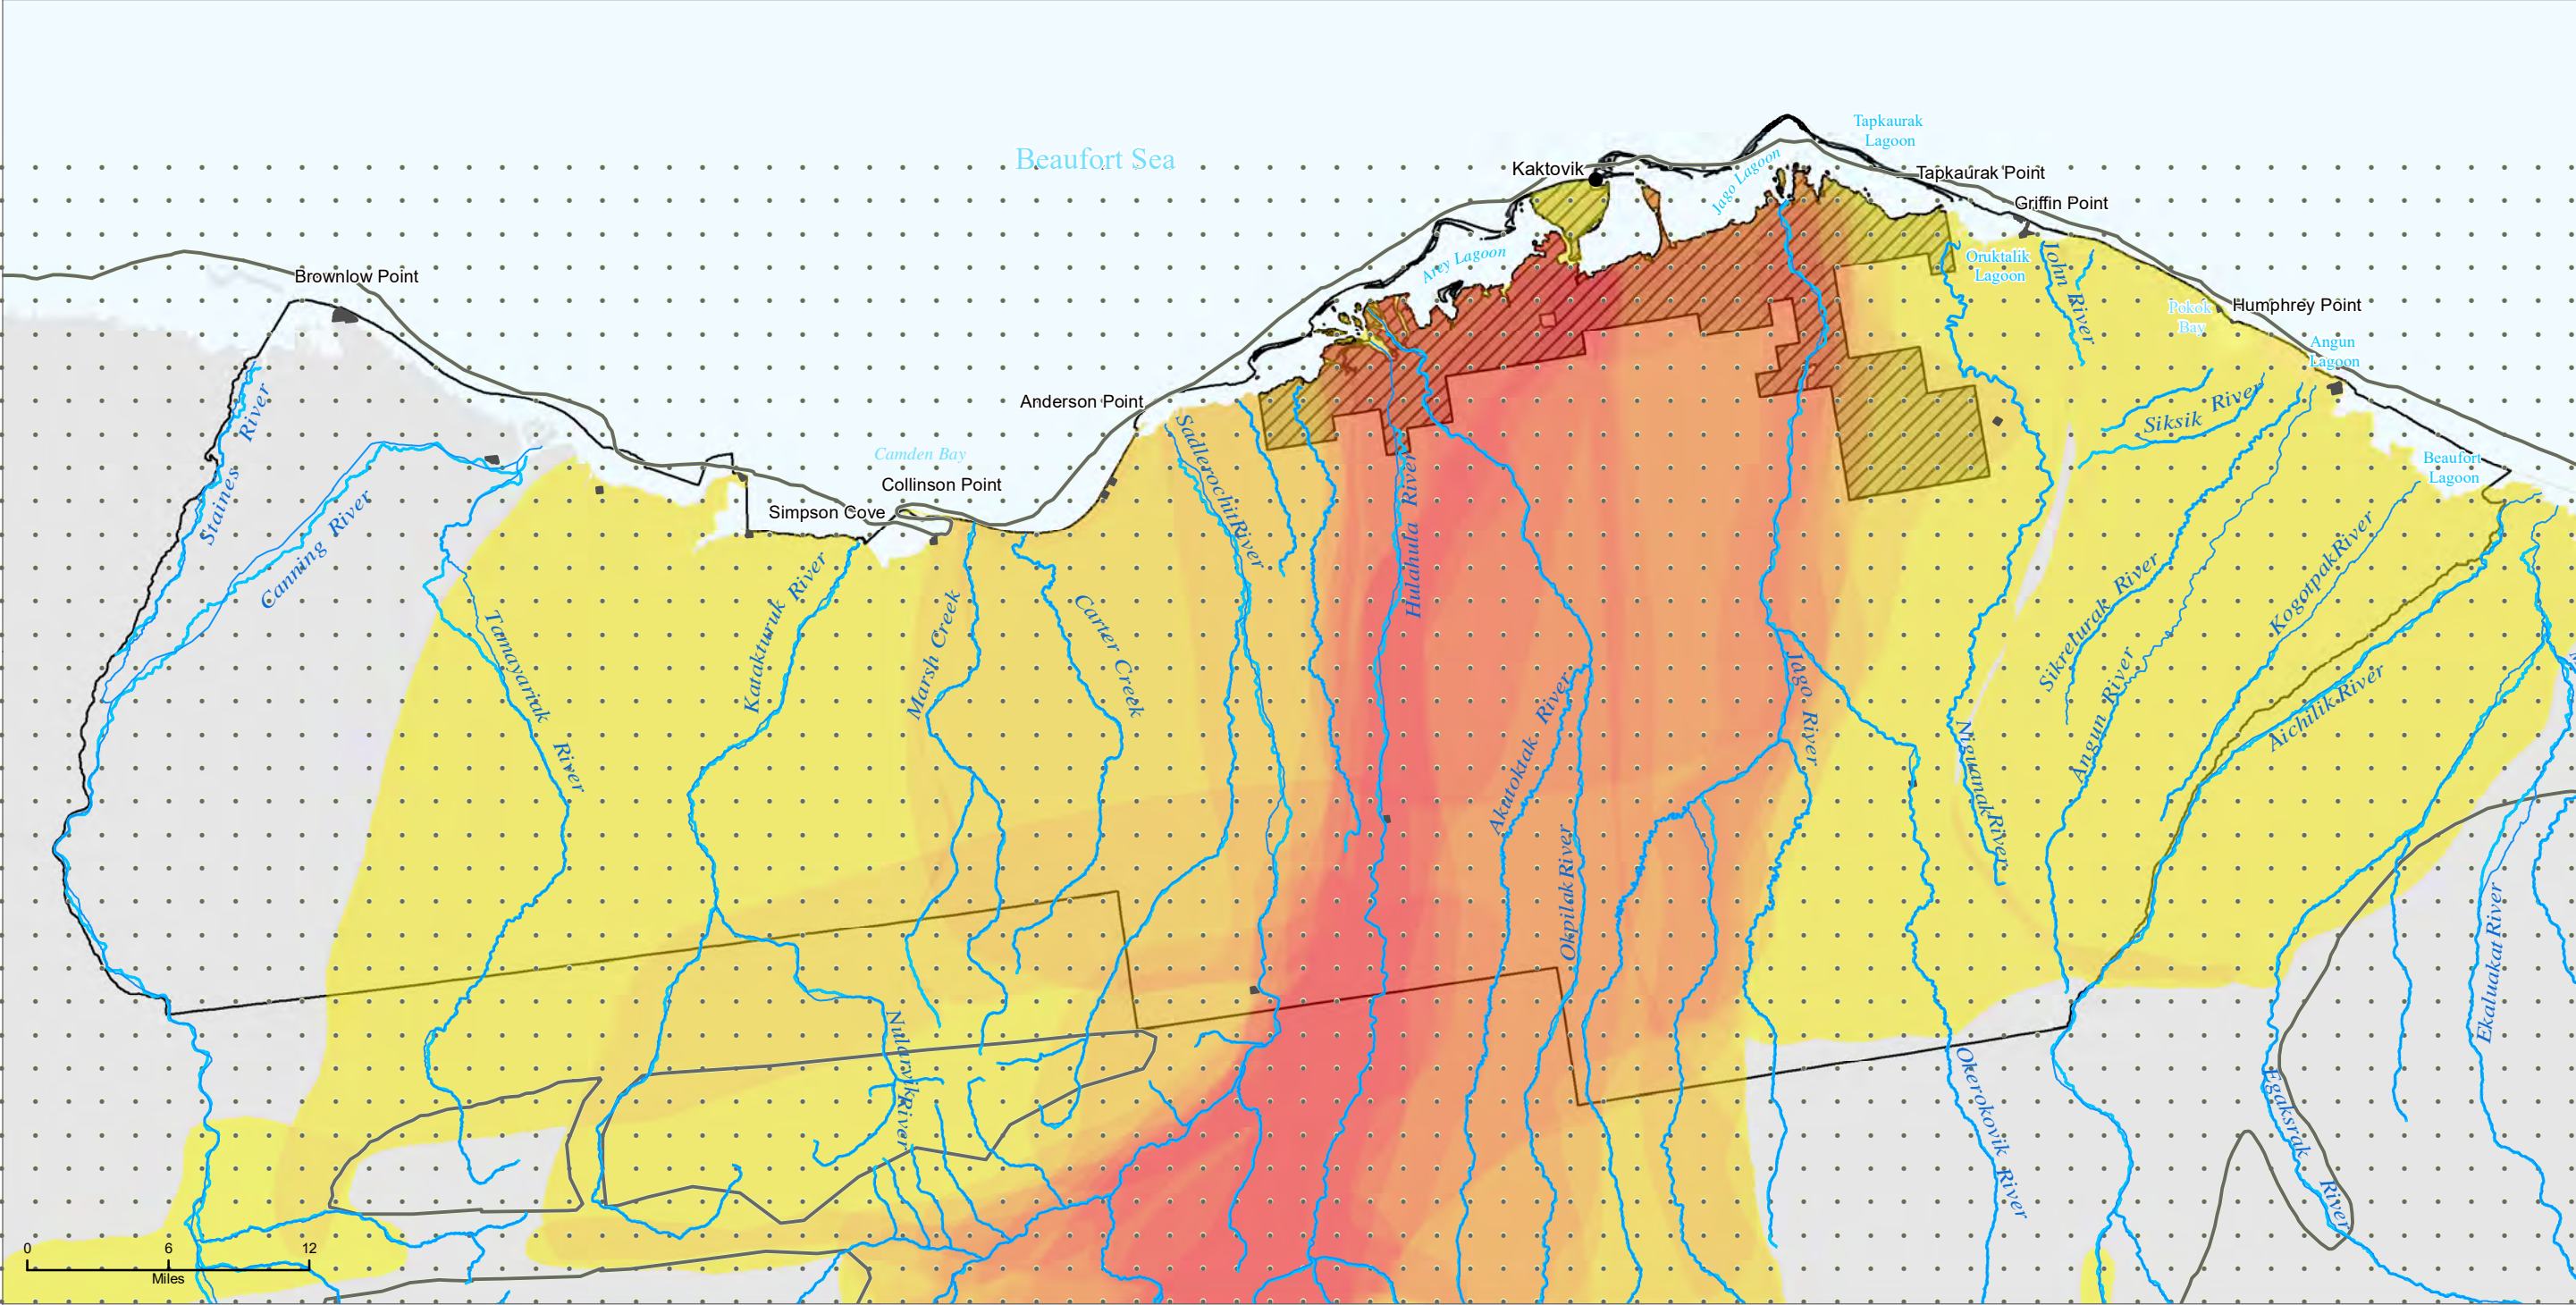 Tapkaurak
Lagoon
Beaufort Sea
Kaktovik
Jago Lagoon
Tapkaurak Point
Griffin Point
Arey Lagoon
Oruktalik
Lagoon
John River
Brownlow Point
Pokok
Bay
Humphrey Point
Angun
Lagoon
Anderson Point
Siksik River
Staines River
Canning River
Camden Bay
Collinson Point
Simpson Cove
Sadlerochit River
Hulahula River
Beaufort
Lagoon
Tamayariak River
Katakturuk River
Marsh Creek
Carter Creek
Akutoktak River
Okpilak River
Jago River
Niguanak River
Sikrelurak River
Angun River
Kogotpak River
Aichilik River
Nularvik River
Okerokovik River
Egaksrak River
Ekaluakat River
0 6 12
Miles